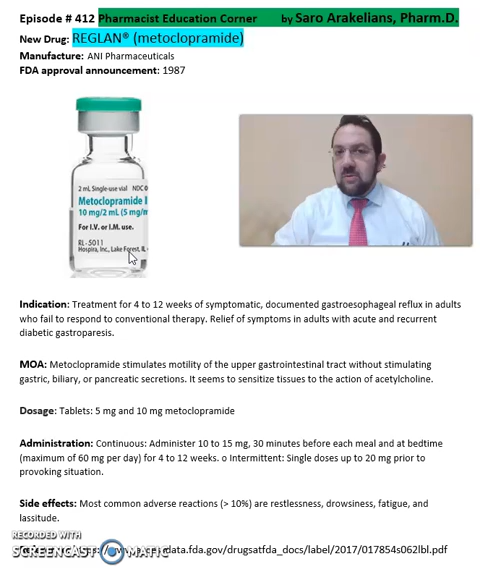 Episode # 412 Pharmacist Education Corner by Saro Arakelians, Pharm.D.
New Drug: REGLAN® (metoclopramide)
Manufacture: ANI Pharmaceuticals
FDA approval announcement: 1987
2 mL Single-use vial NDC 0
Metoclopramide I
10 mg/2 mL (5 mg/m
For I.V. or I.M. use.
RL-5011
Hospira, Inc., Lake Forest, IL
Indication: Treatment for 4 to 12 weeks of symptomatic, documented gastroesophageal reflux in adults
who fail to respond to conventional therapy. Relief of symptoms in adults with acute and recurrent
diabetic gastroparesis.
MOA: Metoclopramide stimulates motility of the upper gastrointestinal tract without stimulating
gastric, biliary, or pancreatic secretions. It seems to sensitize tissues to the action of acetylcholine.
Dosage: Tablets: 5 mg and 10 mg metoclopramide
Administration: Continuous: Administer 10 to 15 mg, 30 minutes before each meal and at bedtime
(maximum of 60 mg per day) for 4 to 12 weeks. o Intermittent: Single doses up to 20 mg prior to
provoking situation.
Side effects: Most common adverse reactions (> 10%) are restlessness, drowsiness, fatigue, and
lassitude.
RECORDED WITH
SCREENCAST MATIC
data.fda.gov/drugsatfda_docs/label/2017/017854s062lbl.pdf